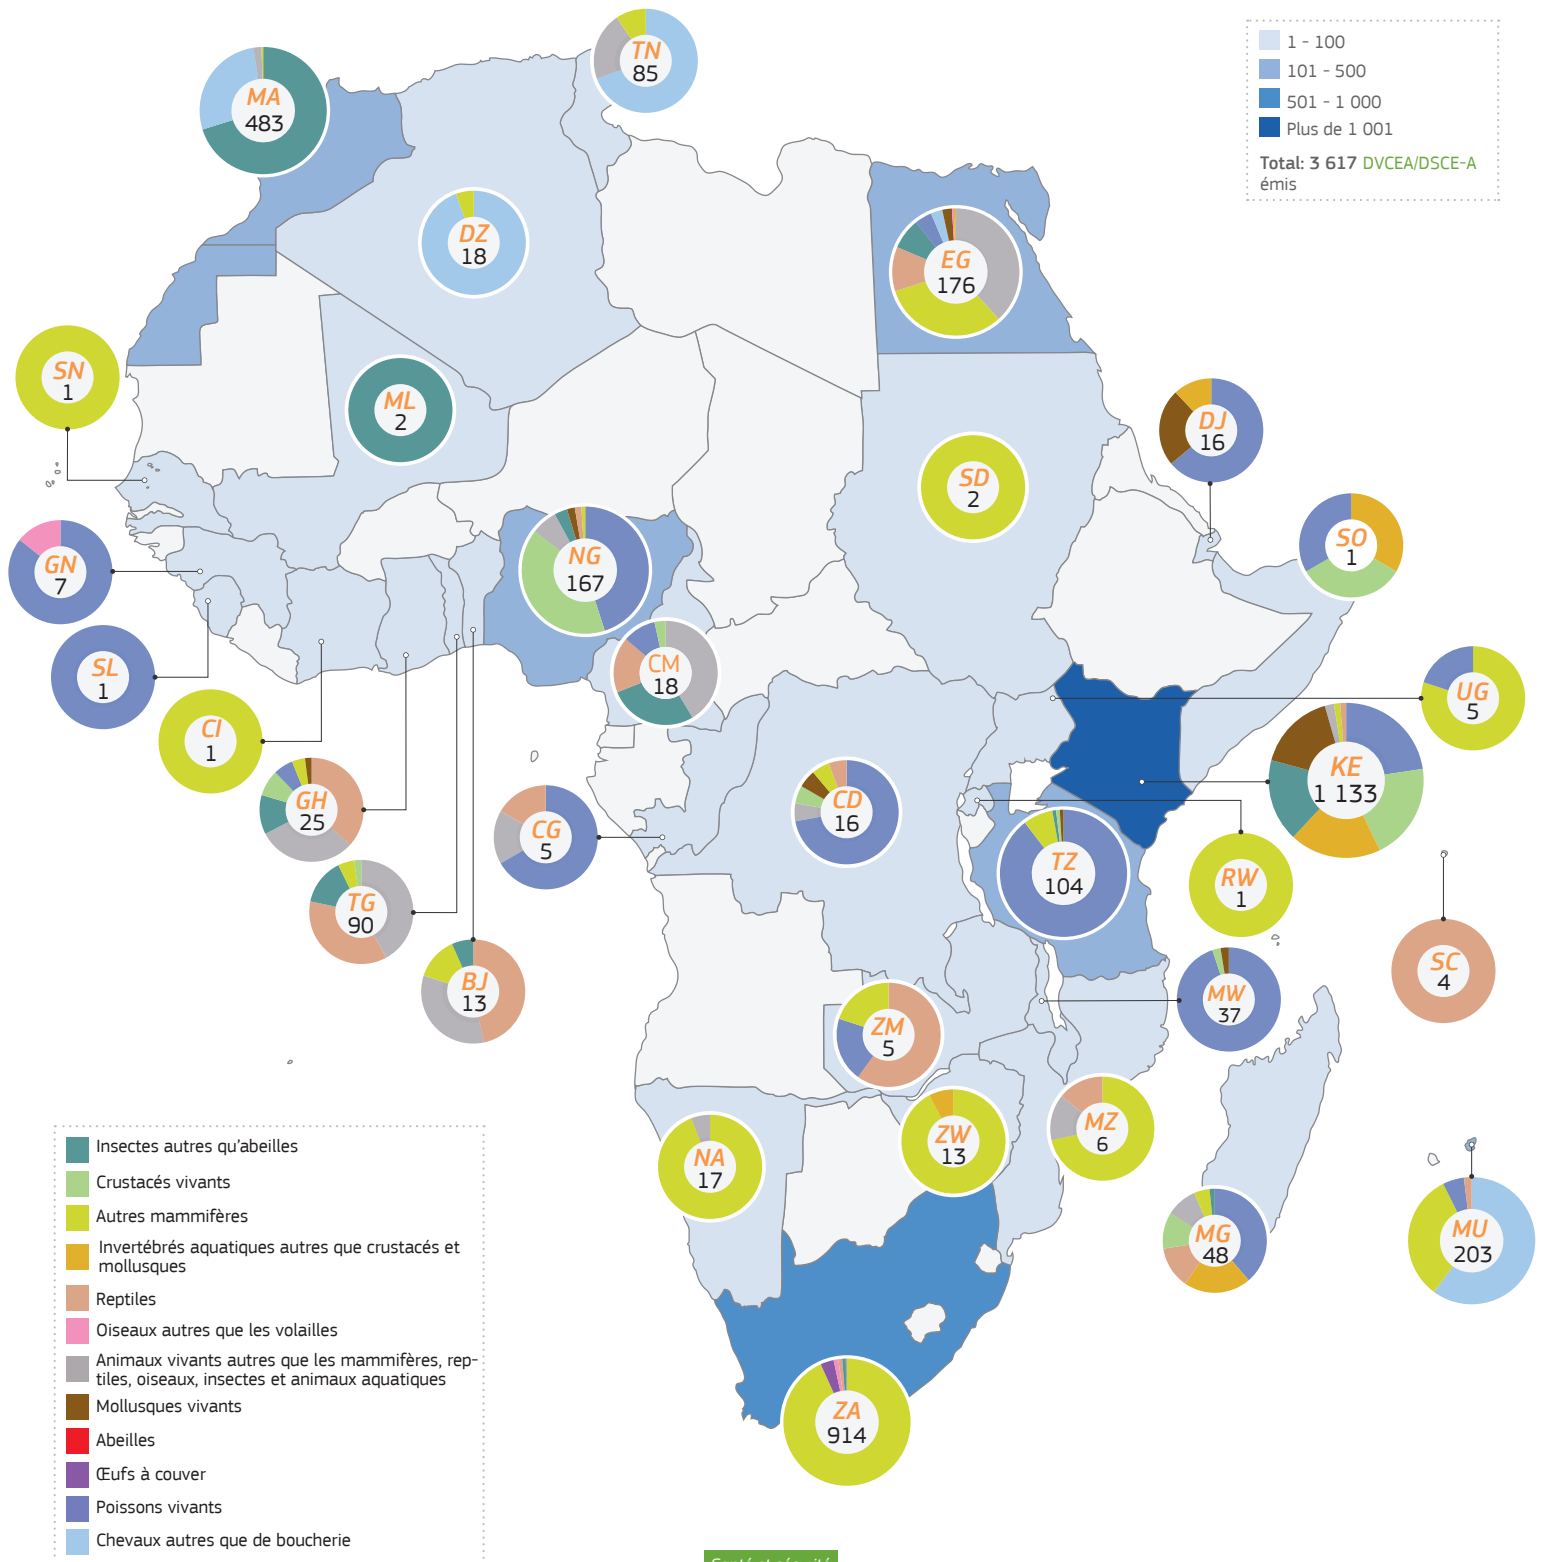 1 - 100
101 - 500
501 - 1 000
Plus de 1 001
Total: 3 617 DVCEA/DSCE-A
émis
TN
85
MA
483
DZ
18
EG
176
SN
1
ML
2
SD
2
DJ
16
SO
1
NG
167
GN
7
CM
18
SL
1
UG
5
CI
1
KE
1 133
GH
25
CD
16
CG
5
TZ
104
RW
1
TG
90
SC
4
BJ
13
MW
37
ZM
5
MZ
6
ZW
13
NA
17
MG
48
MU
203
ZA
914
Insectes autres qu'abeilles
Crustacés vivants
Autres mammifères
Invertébrés aquatiques autres que crustacés et
mollusques
Reptiles
Oiseaux autres que les volailles
Animaux vivants autres que les mammifères, rep-
tiles, oiseaux, insectes et animaux aquatiques
Mollusques vivants
Abeilles
Œufs à couver
Poissons vivants
Chevaux autres que de boucherie